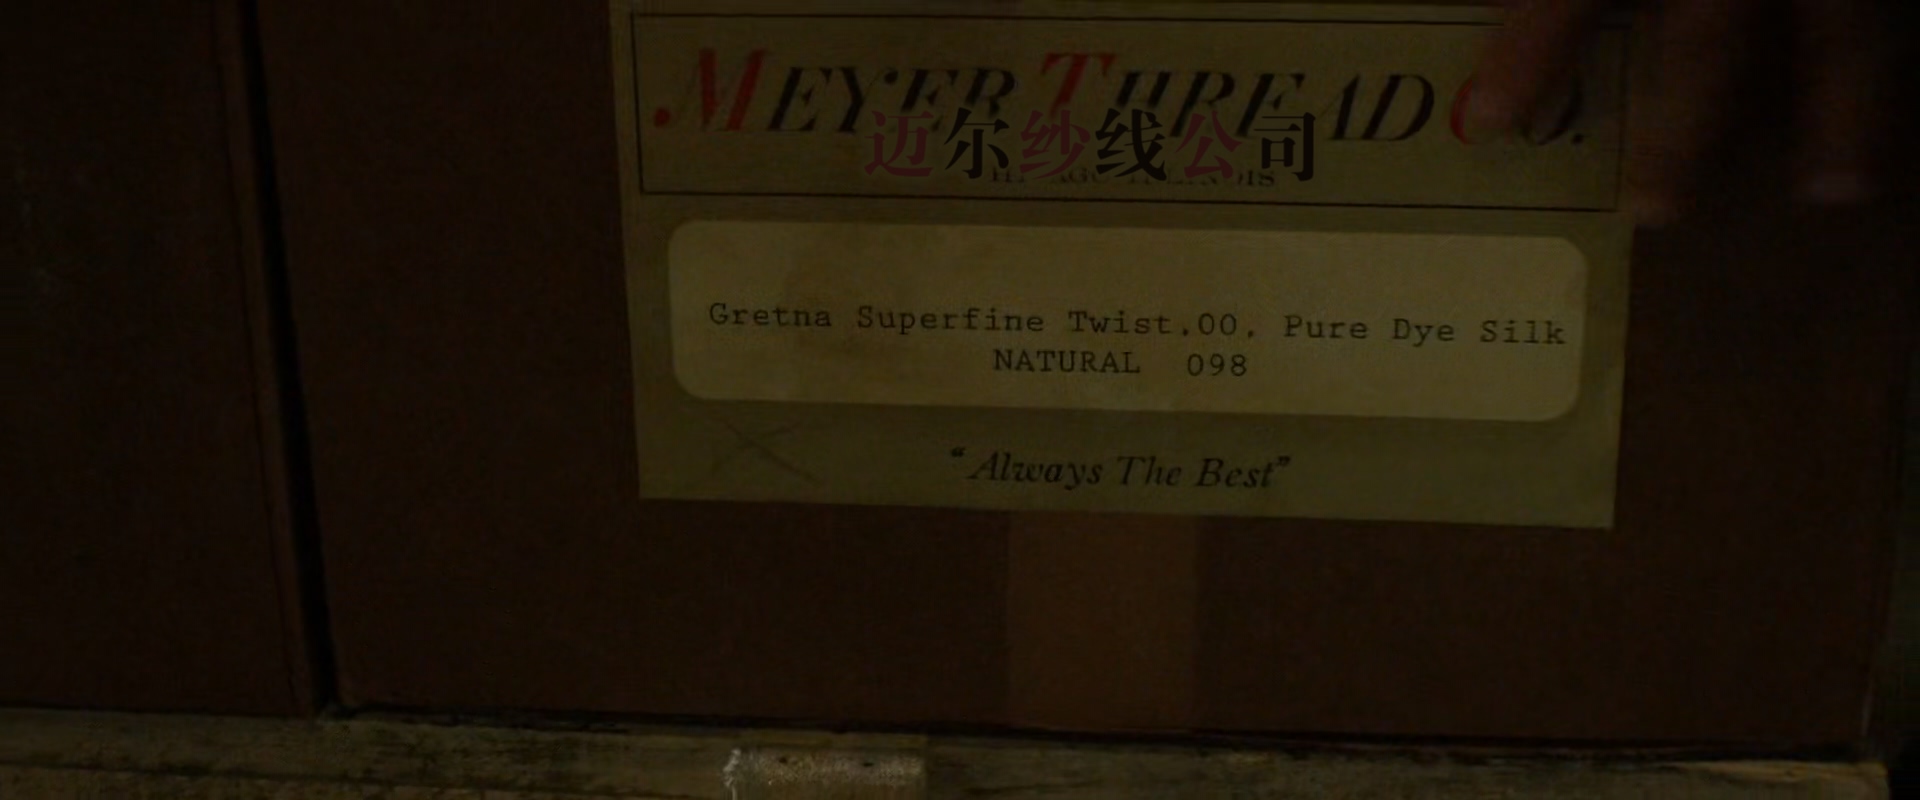 MEYER THREAD CO.
迈尔纱线公司
Gretna Superfine Twist.00. Pure Dye Silk
NATURAL 098
“Always The Best”